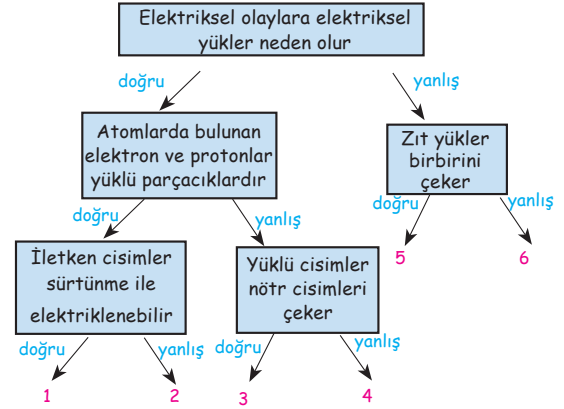 Elektriksel olaylara elektriksel
yükler neden olur
doğru
yanlış
Atomlarda bulunan
elektron ve protonlar
yüklü parçacıklardır
Zıt yükler
birbirini
çeker
doğru
yanlış
doğru
yanlış
İletken cisimler
sürtünme ile
elektriklenebilir
Yüklü cisimler
nötr cisimleri
çeker
5
6
doğru
yanlış
doğru
yanlış
1
2
3
4